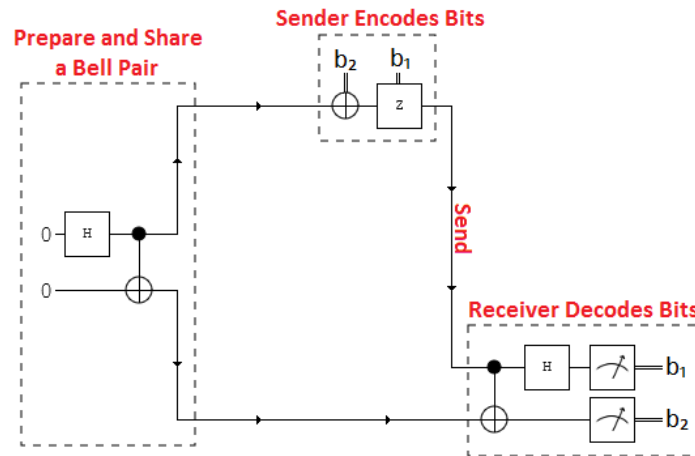 Sender Encodes Bits
Prepare and Share
a Bell Pair
b₂ b₁
Z
0 H
0
Send
Receiver Decodes Bits
H b₁
b₂